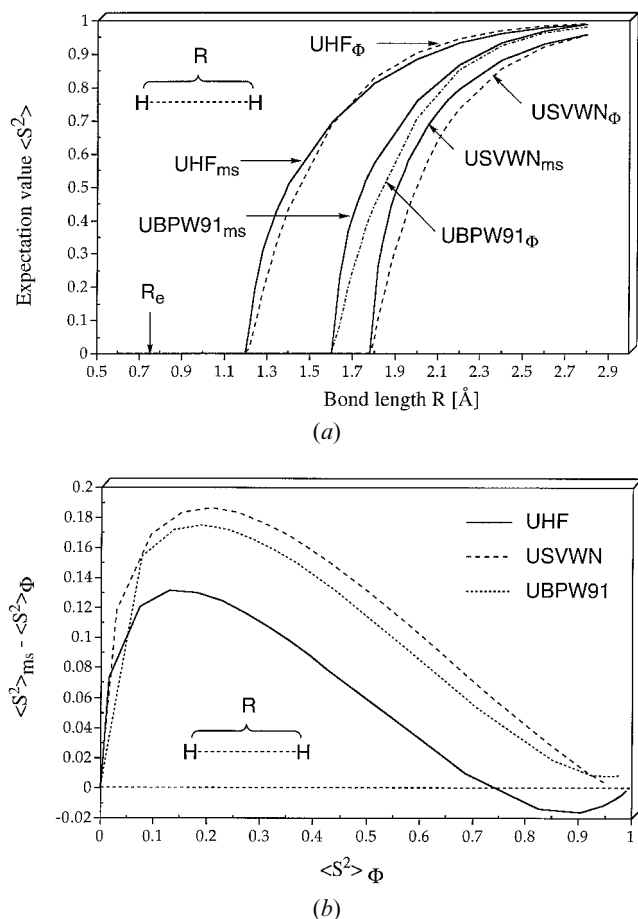 UHFΦ
1
0.9
0.8
0.7
0.6
0.5
0.4
0.3
0.2
0.1
0
Expectation value <S²>
R
H H
UHFms
UBPW91ms
USVWNΦ
USVWNms
UBPW91Φ
Re
0.5 0.7 0.9 1.1 1.3 1.5 1.7 1.9 2.1 2.3 2.5 2.7 2.9
Bond length R [Å]
(a)
0.2
0.18
0.16
0.14
0.12
0.10
0.08
0.06
0.04
0.02
0
-0.02
<S²>ms - <S²>Φ
UHF
USVWN
UBPW91
R
H H
0 0.1 0.2 0.3 0.4 0.5 0.6 0.7 0.8 0.9 1
<S²>Φ
(b)